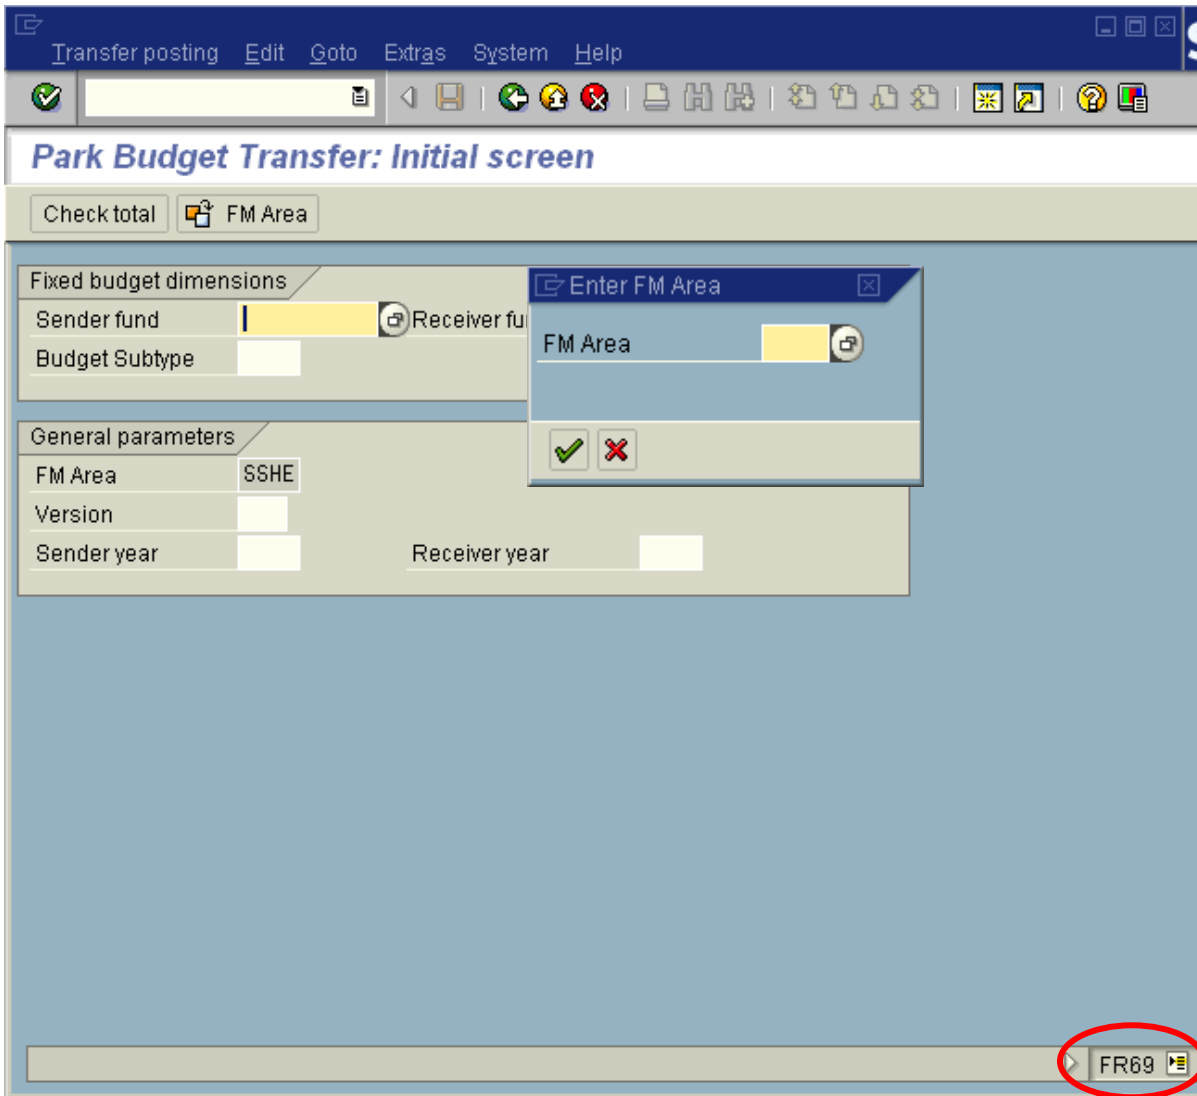 Transfer posting Edit Goto Extras System Help
Park Budget Transfer: Initial screen
Check total FM Area
Fixed budget dimensions
Sender fund Receiver fu
Budget Subtype
Enter FM Area
FM Area
General parameters
FM Area SSHE
Version
Sender year Receiver year
FR69